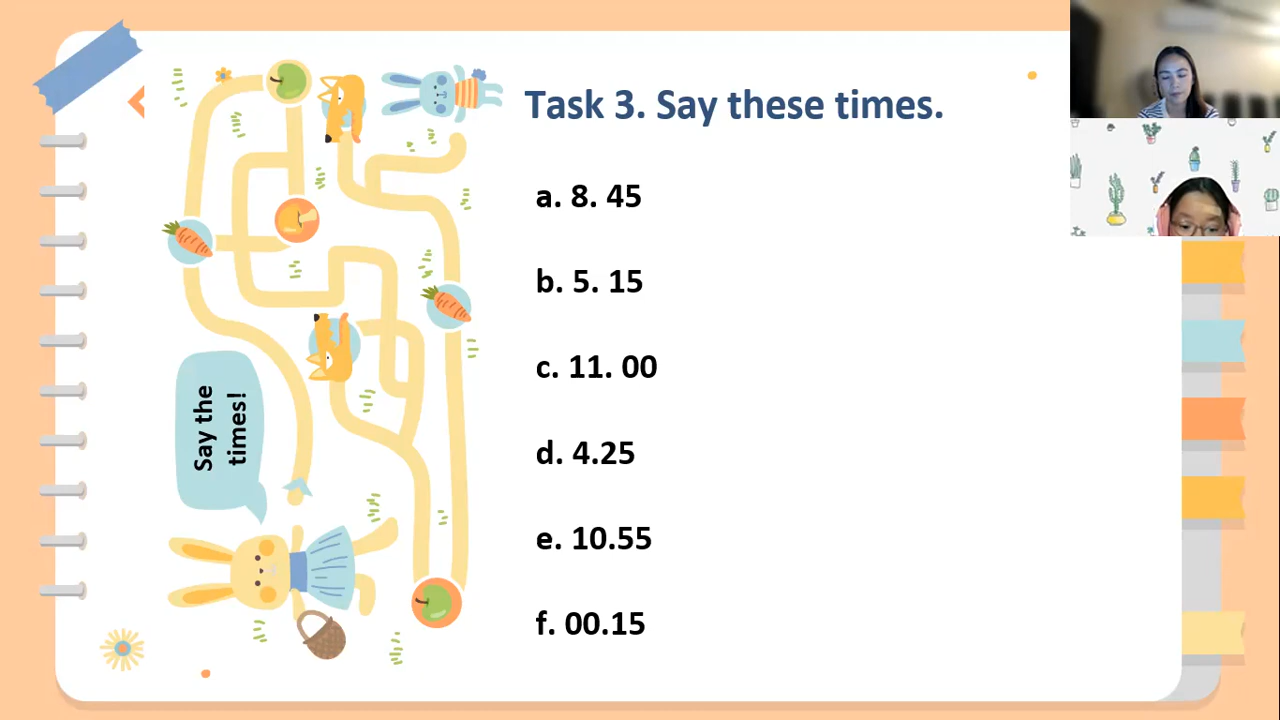 Task 3. Say these times.
a. 8. 45
b. 5. 15
c. 11. 00
d. 4.25
e. 10.55
f. 00.15
Say the
times!